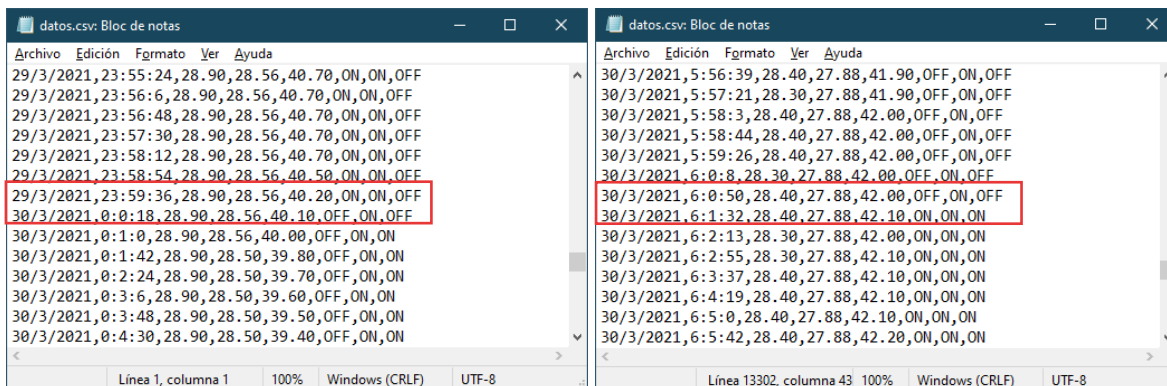 datos.csv: Bloc de notas
Archivo Edición Formato Ver Ayuda
29/3/2021,23:55:24,28.90,28.56,40.70,ON,ON,OFF
29/3/2021,23:56:6,28.90,28.56,40.70,ON,ON,OFF
29/3/2021,23:56:48,28.90,28.56,40.70,ON,ON,OFF
29/3/2021,23:57:30,28.90,28.56,40.70,ON,ON,OFF
29/3/2021,23:58:12,28.90,28.56,40.70,ON,ON,OFF
29/3/2021,23:58:54,28.90,28.56,40.50,ON,ON,OFF
29/3/2021,23:59:36,28.90,28.56,40.20,ON,ON,OFF
30/3/2021,0:0:18,28.90,28.56,40.10,OFF,ON,OFF
30/3/2021,0:1:0,28.90,28.56,40.00,OFF,ON,ON
30/3/2021,0:1:42,28.90,28.50,39.80,OFF,ON,ON
30/3/2021,0:2:24,28.90,28.50,39.70,OFF,ON,ON
30/3/2021,0:3:6,28.90,28.50,39.60,OFF,ON,ON
30/3/2021,0:3:48,28.90,28.50,39.50,OFF,ON,ON
30/3/2021,0:4:30,28.90,28.50,39.40,OFF,ON,ON
Línea 1, columna 1 100% Windows (CRLF) UTF-8
datos.csv: Bloc de notas
Archivo Edición Formato Ver Ayuda
30/3/2021,5:56:39,28.40,27.88,41.90,OFF,ON,OFF
30/3/2021,5:57:21,28.30,27.88,41.90,OFF,ON,OFF
30/3/2021,5:58:3,28.40,27.88,42.00,OFF,ON,OFF
30/3/2021,5:58:44,28.40,27.88,42.00,OFF,ON,OFF
30/3/2021,5:59:26,28.40,27.88,42.00,OFF,ON,OFF
30/3/2021,6:0:8,28.30,27.88,42.00,OFF,ON,OFF
30/3/2021,6:0:50,28.40,27.88,42.00,OFF,ON,OFF
30/3/2021,6:1:32,28.40,27.88,42.10,ON,ON,ON
30/3/2021,6:2:13,28.30,27.88,42.00,ON,ON,ON
30/3/2021,6:2:55,28.30,27.88,42.10,ON,ON,ON
30/3/2021,6:3:37,28.40,27.88,42.10,ON,ON,ON
30/3/2021,6:4:19,28.40,27.88,42.10,ON,ON,ON
30/3/2021,6:5:0,28.40,27.88,42.10,ON,ON,ON
30/3/2021,6:5:42,28.40,27.88,42.20,ON,ON,ON
Línea 13302, columna 43 100% Windows (CRLF) UTF-8